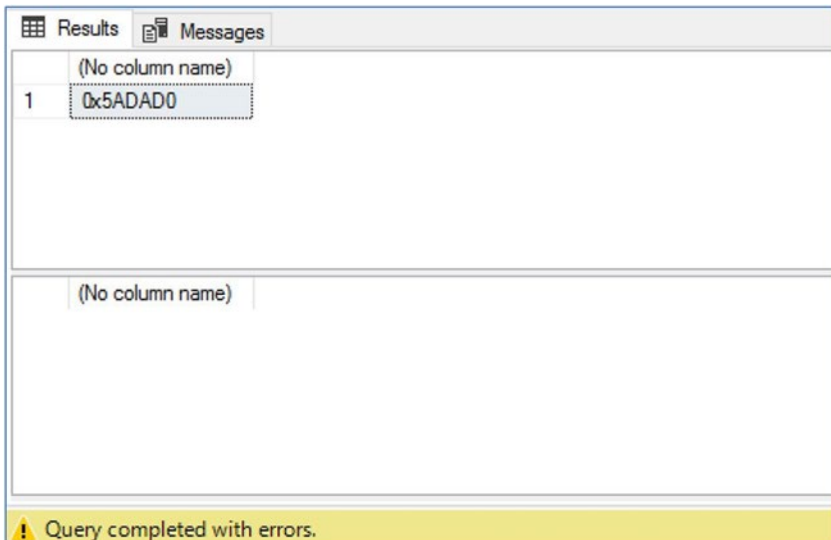 Results Messages
(No column name)
1 0x5ADAD0
(No column name)
Query completed with errors.